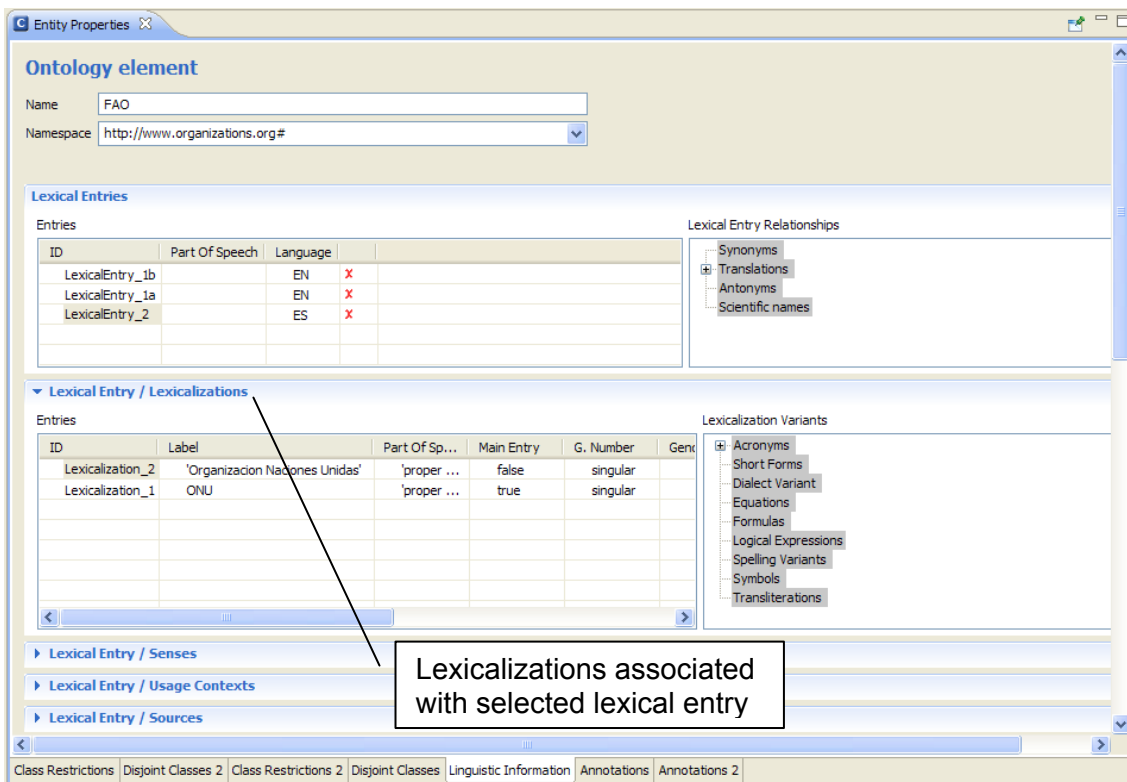 Entity Properties
Ontology element
Name FAO
Namespace http://www.organizations.org#
Lexical Entries
Entries
ID Part Of Speech Language
LexicalEntry_1b EN X
LexicalEntry_1a EN X
LexicalEntry_2 ES X
Lexical Entry Relationships
Synonyms
Translations
Antonyms
Scientific names
Lexical Entry / Lexicalizations
Entries
ID Label Part Of Sp... Main Entry G. Number Gend
Lexicalization_2 'Organizacion Naciones Unidas' 'proper ... false singular
Lexicalization_1 ONU 'proper ... true singular
Lexicalization Variants
Acronyms
Short Forms
Dialect Variant
Equations
Formulas
Logical Expressions
Spelling Variants
Symbols
Transliterations
Lexical Entry / Senses
Lexical Entry / Usage Contexts
Lexical Entry / Sources
Lexicalizations associated
with selected lexical entry
Class Restrictions Disjoint Classes 2 Class Restrictions 2 Disjoint Classes Linguistic Information Annotations Annotations 2